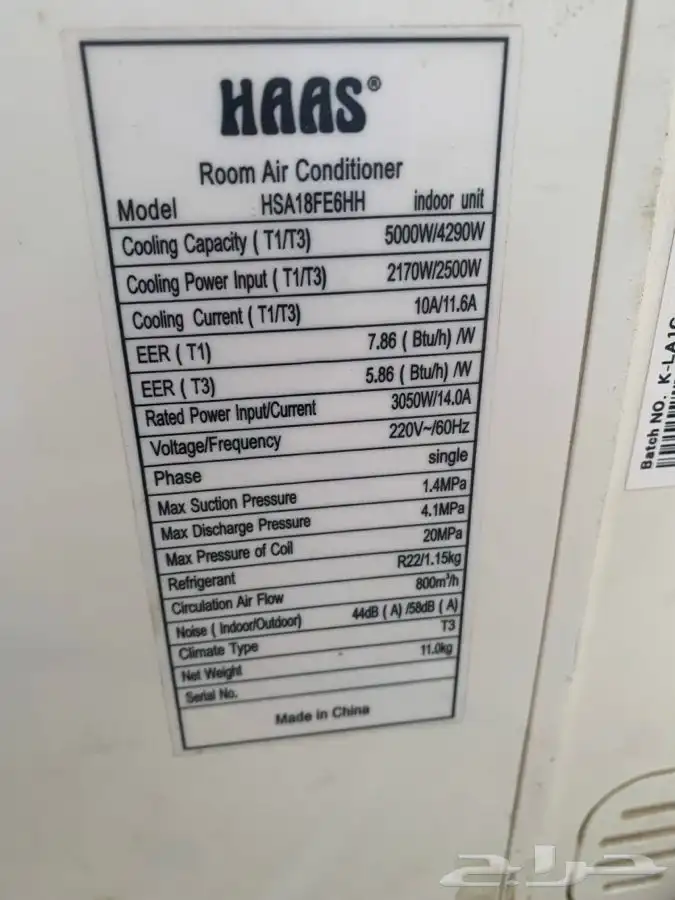 HAAS®
Room Air Conditioner
Model HSA18FE6HH indoor unit
Cooling Capacity ( T1/T3) 5000W/4290W
Cooling Power Input ( T1/T3) 2170W/2500W
Cooling Current ( T1/T3) 10A/11.6A
EER ( T1) 7.86 ( Btu/h) /W
EER ( T3) 5.86 ( Btu/h) /W
Rated Power Input/Current 3050W/14.0A
Voltage/Frequency 220V~/60Hz
Phase single
Max Suction Pressure 1.4MPa
Max Discharge Pressure 4.1MPa
Max Pressure of Coil 20MPa
Refrigerant R22/1.15kg
Circulation Air Flow 800m³/h
Noise ( Indoor/Outdoor) 44dB ( A) /58dB ( A)
Climate Type T3
Net Weight 11.0kg
Serial No.
Made in China
Batch NO. K-LA1C
حراج